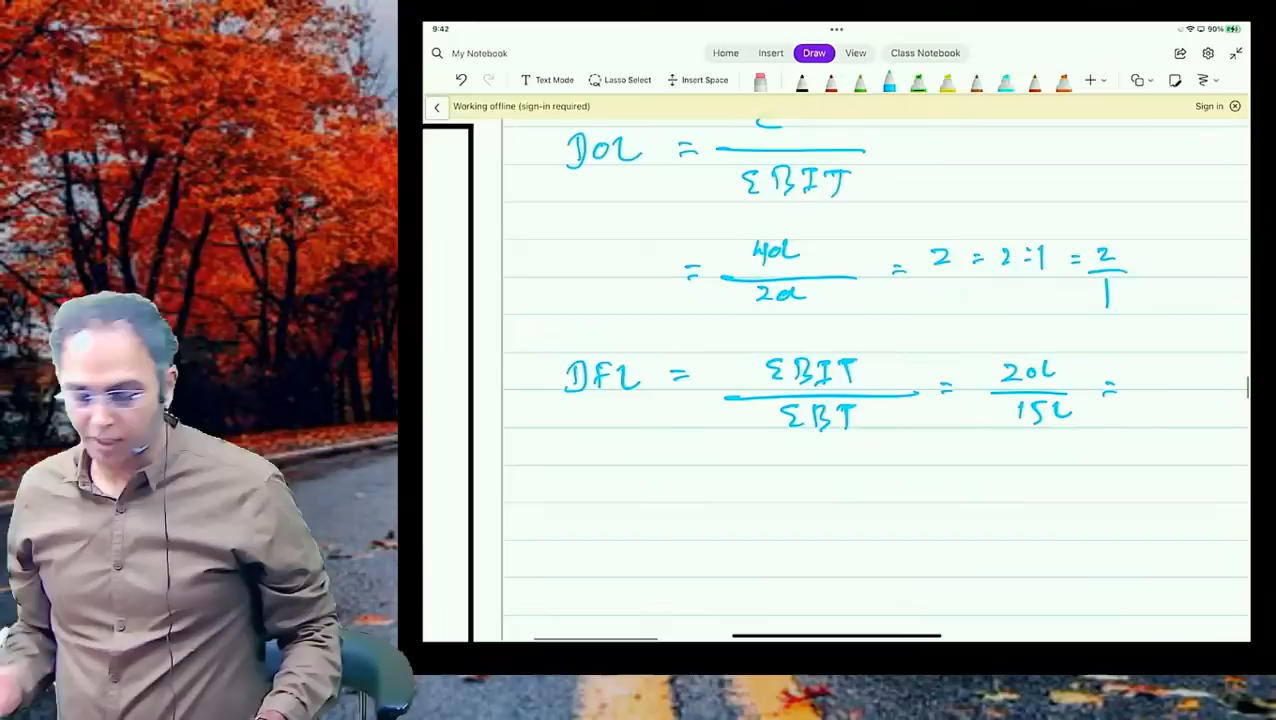 9:42
90%
My Notebook
Home Insert Draw View Class Notebook
Text Mode Lasso Select Insert Space
Working offline (sign-in required) Sign in
C
DOL = 
EBIT
= 40L / 20L = 2 = 2:1 = 2/1
DFL = EBIT / EBT = 20L / 15L =